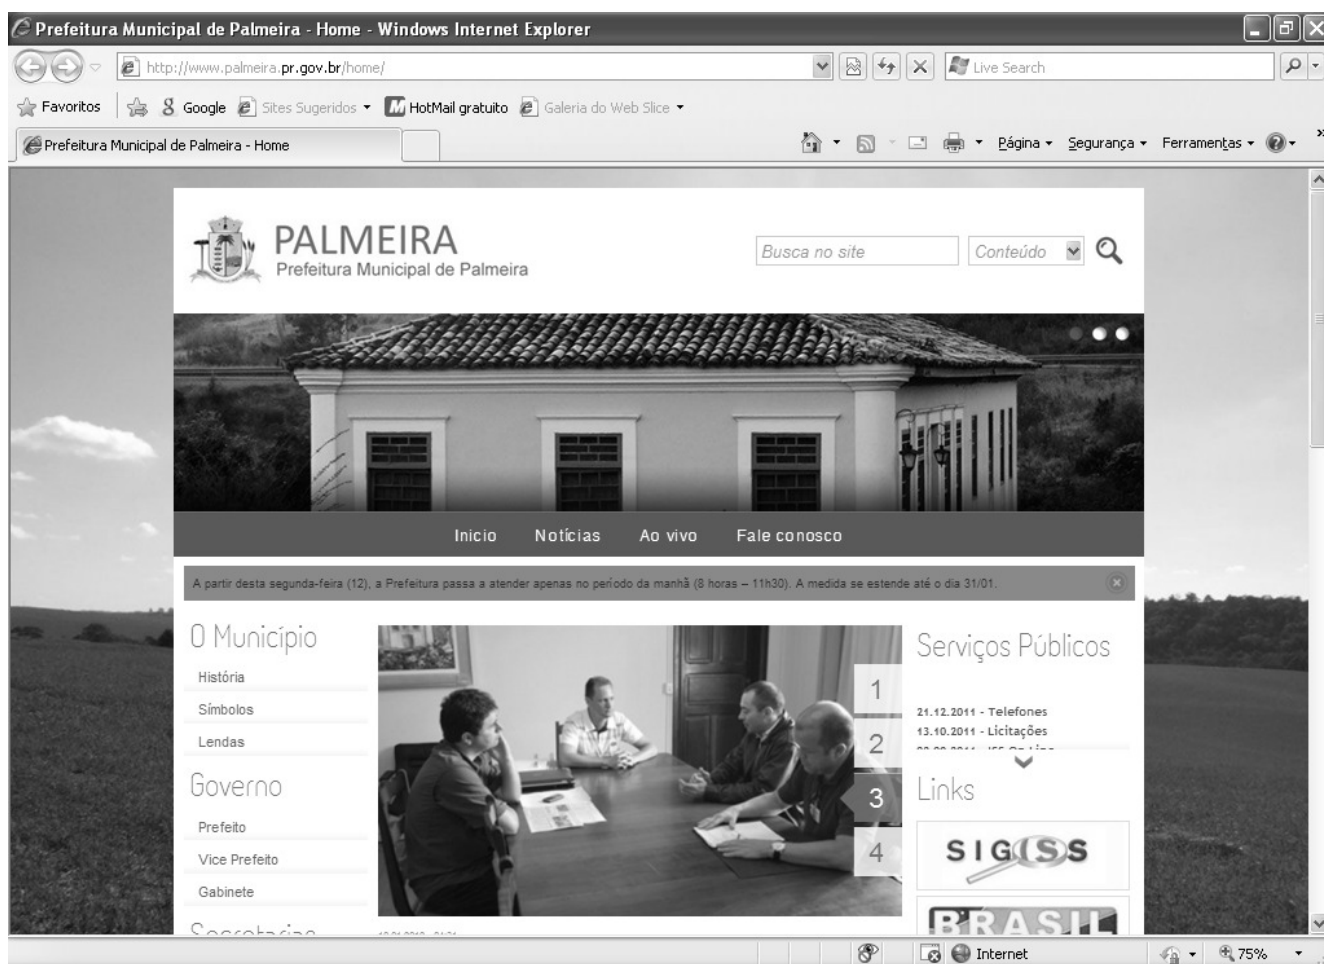 Prefeitura Municipal de Palmeira - Home - Windows Internet Explorer
http://www.palmeira.pr.gov.br/home/
Live Search
Favoritos
Google
Sites Sugeridos
HotMail gratuito
Galeria do Web Slice
Prefeitura Municipal de Palmeira - Home
Página
Segurança
Ferramentas
PALMEIRA
Prefeitura Municipal de Palmeira
Busca no site
Conteúdo
Inicio
Notícias
Ao vivo
Fale conosco
A partir desta segunda-feira (12), a Prefeitura passa a atender apenas no período da manhã (8 horas – 11h30). A medida se estende até o dia 31/01.
O Município
História
Símbolos
Lendas
Governo
Prefeito
Vice Prefeito
Gabinete
Secretarias
1
2
3
4
Serviços Públicos
21.12.2011 - Telefones
13.10.2011 - Licitações
Links
SIGISS
BRASIL
Internet
75%